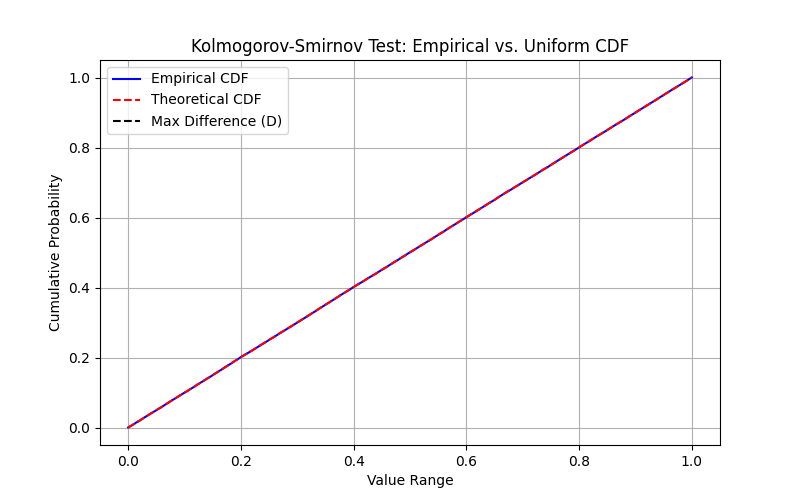 Kolmogorov-Smirnov Test: Empirical vs. Uniform CDF
Empirical CDF
Theoretical CDF
Max Difference (D)
Cumulative Probability
1.0
0.8
0.6
0.4
0.2
0.0
0.0 0.2 0.4 0.6 0.8 1.0
Value Range